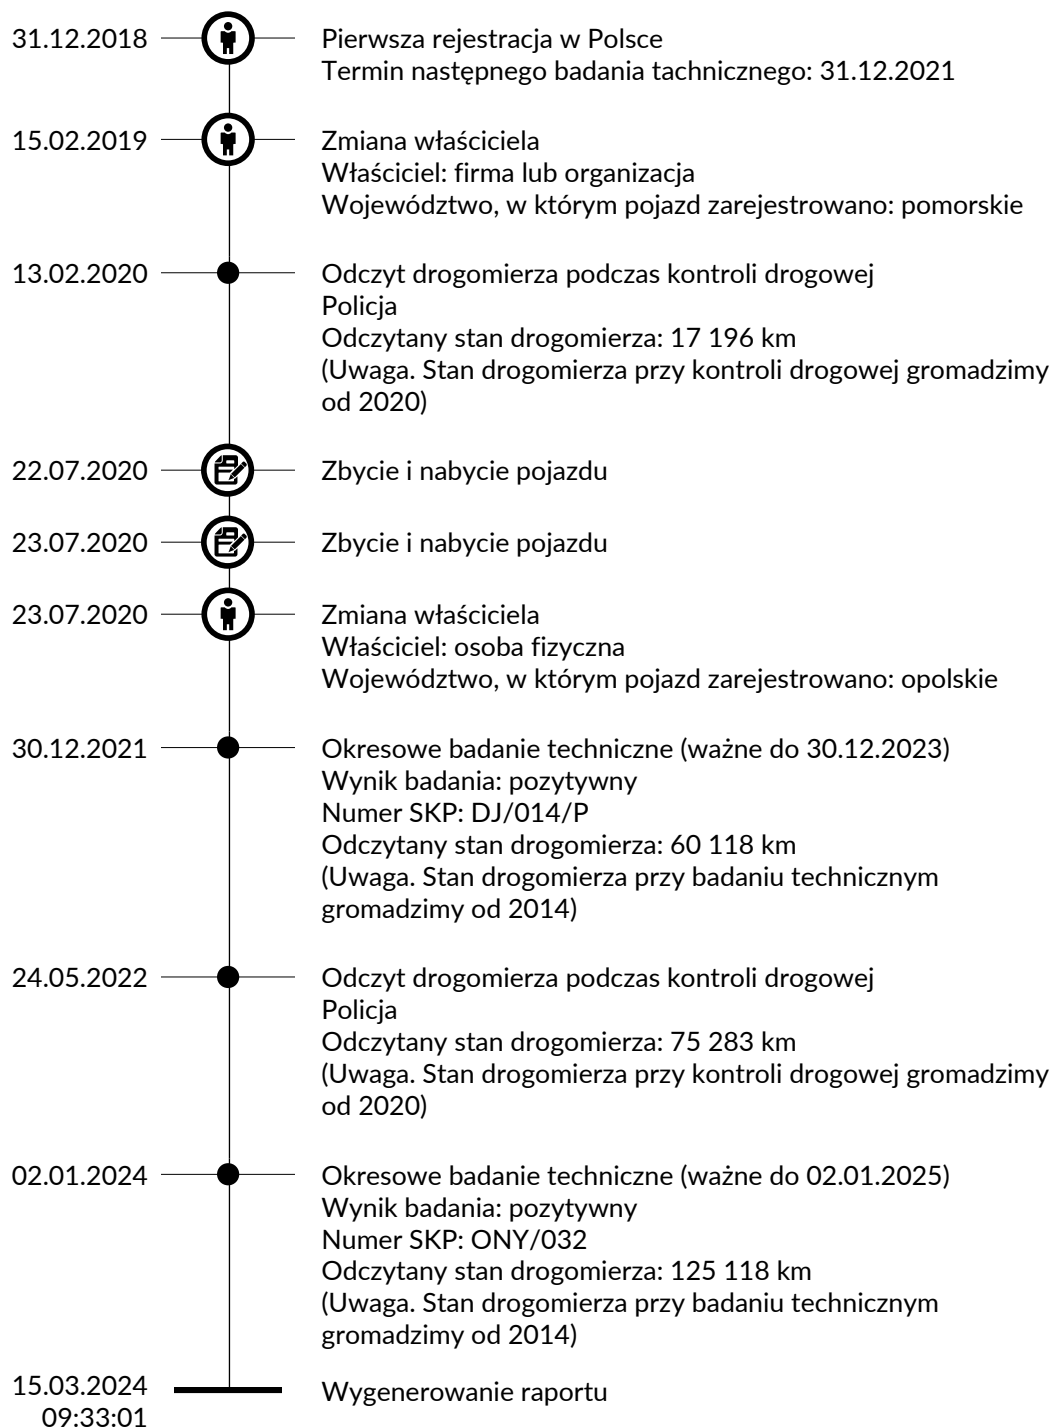 31.12.2018 Pierwsza rejestracja w Polsce
Termin następnego badania tachnicznego: 31.12.2021
15.02.2019 Zmiana właściciela
Właściciel: firma lub organizacja
Województwo, w którym pojazd zarejestrowano: pomorskie
13.02.2020 Odczyt drogomierza podczas kontroli drogowej
Policja
Odczytany stan drogomierza: 17 196 km
(Uwaga. Stan drogomierza przy kontroli drogowej gromadzimy
od 2020)
22.07.2020 Zbycie i nabycie pojazdu
23.07.2020 Zbycie i nabycie pojazdu
23.07.2020 Zmiana właściciela
Właściciel: osoba fizyczna
Województwo, w którym pojazd zarejestrowano: opolskie
30.12.2021 Okresowe badanie techniczne (ważne do 30.12.2023)
Wynik badania: pozytywny
Numer SKP: DJ/014/P
Odczytany stan drogomierza: 60 118 km
(Uwaga. Stan drogomierza przy badaniu technicznym
gromadzimy od 2014)
24.05.2022 Odczyt drogomierza podczas kontroli drogowej
Policja
Odczytany stan drogomierza: 75 283 km
(Uwaga. Stan drogomierza przy kontroli drogowej gromadzimy
od 2020)
02.01.2024 Okresowe badanie techniczne (ważne do 02.01.2025)
Wynik badania: pozytywny
Numer SKP: ONY/032
Odczytany stan drogomierza: 125 118 km
(Uwaga. Stan drogomierza przy badaniu technicznym
gromadzimy od 2014)
15.03.2024 Wygenerowanie raportu
09:33:01